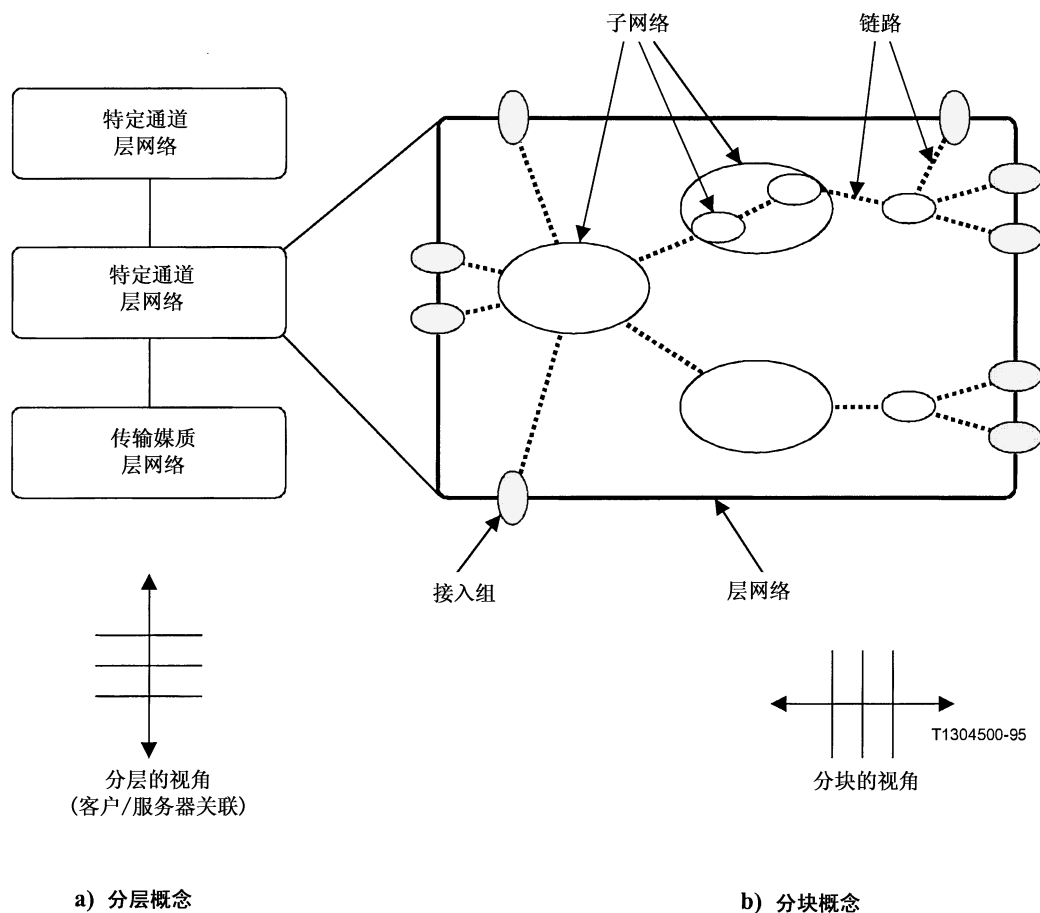 子网络
链路
特定通道
层网络
特定通道
层网络
传输媒质
层网络
接入组
层网络
T1304500-95
分层的视角
(客户/服务器关联)
分块的视角
a) 分层概念
b) 分块概念